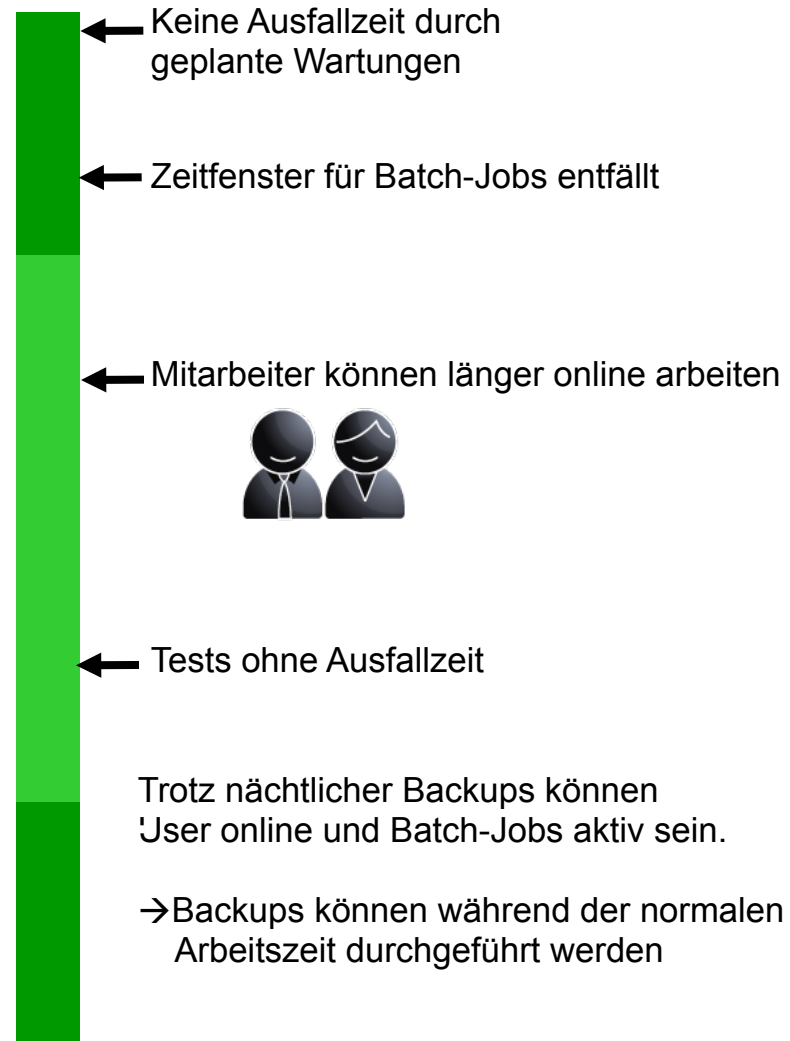 Keine Ausfallzeit durch
geplante Wartungen
Zeitfenster für Batch-Jobs entfällt
Mitarbeiter können länger online arbeiten
Tests ohne Ausfallzeit
Trotz nächtlicher Backups können
User online und Batch-Jobs aktiv sein.
→Backups können während der normalen
Arbeitszeit durchgeführt werden